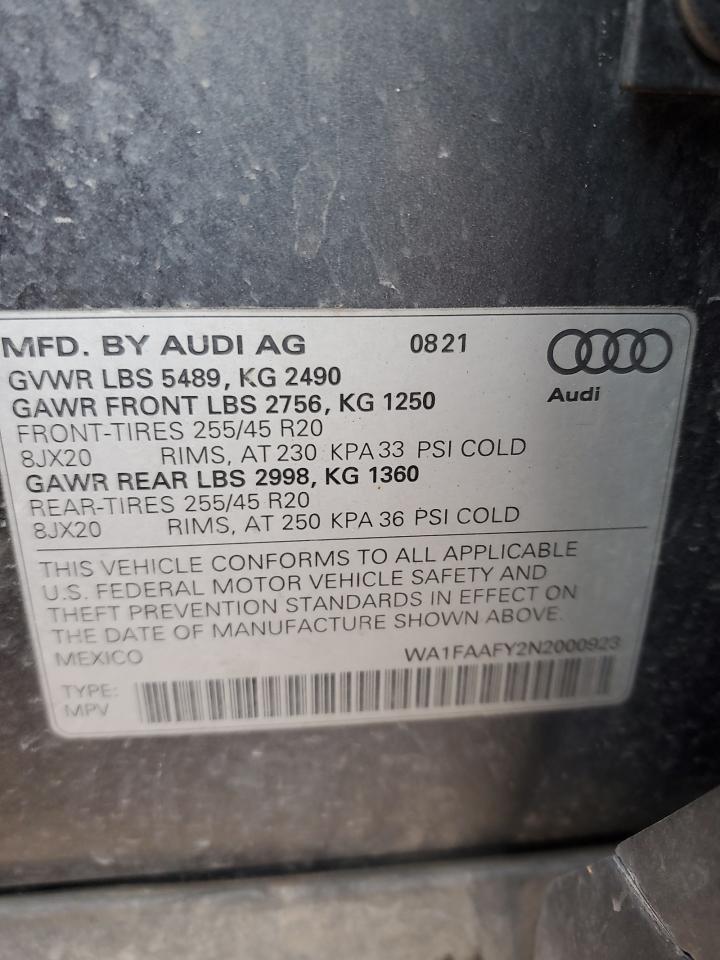 MFD. BY AUDI AG 0821
GVWR LBS 5489, KG 2490
GAWR FRONT LBS 2756, KG 1250
Audi
FRONT-TIRES 255/45 R20
8JX20 RIMS, AT 230 KPA 33 PSI COLD
GAWR REAR LBS 2998, KG 1360
REAR-TIRES 255/45 R20
8JX20 RIMS, AT 250 KPA 36 PSI COLD
THIS VEHICLE CONFORMS TO ALL APPLICABLE
U.S. FEDERAL MOTOR VEHICLE SAFETY AND
THEFT PREVENTION STANDARDS IN EFFECT ON
THE DATE OF MANUFACTURE SHOWN ABOVE.
MEXICO WA1FAAFY2N2000923
TYPE:
MPV